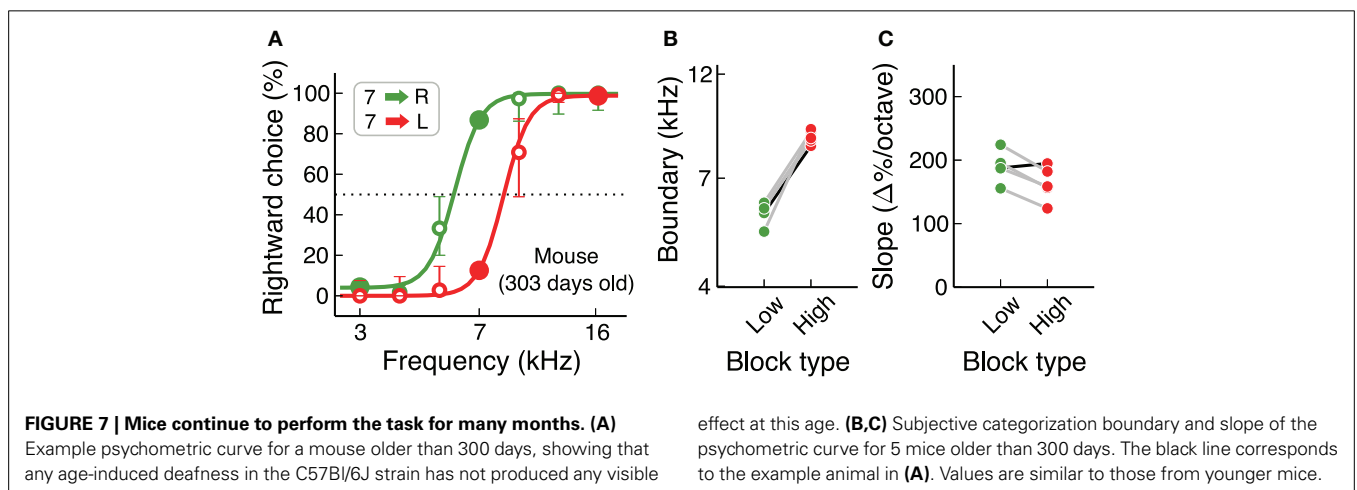 A
Rightward choice (%)
100
80
60
40
20
0
7 → R
7 → L
Mouse
(303 days old)
3
7
16
Frequency (kHz)
B
Boundary (kHz)
12
7
4
Low
High
Block type
C
Slope (Δ%/octave)
300
200
100
0
Low
High
Block type
FIGURE 7 | Mice continue to perform the task for many months. (A)
Example psychometric curve for a mouse older than 300 days, showing that
any age-induced deafness in the C57Bl/6J strain has not produced any visible
effect at this age. (B,C) Subjective categorization boundary and slope of the
psychometric curve for 5 mice older than 300 days. The black line corresponds
to the example animal in (A). Values are similar to those from younger mice.